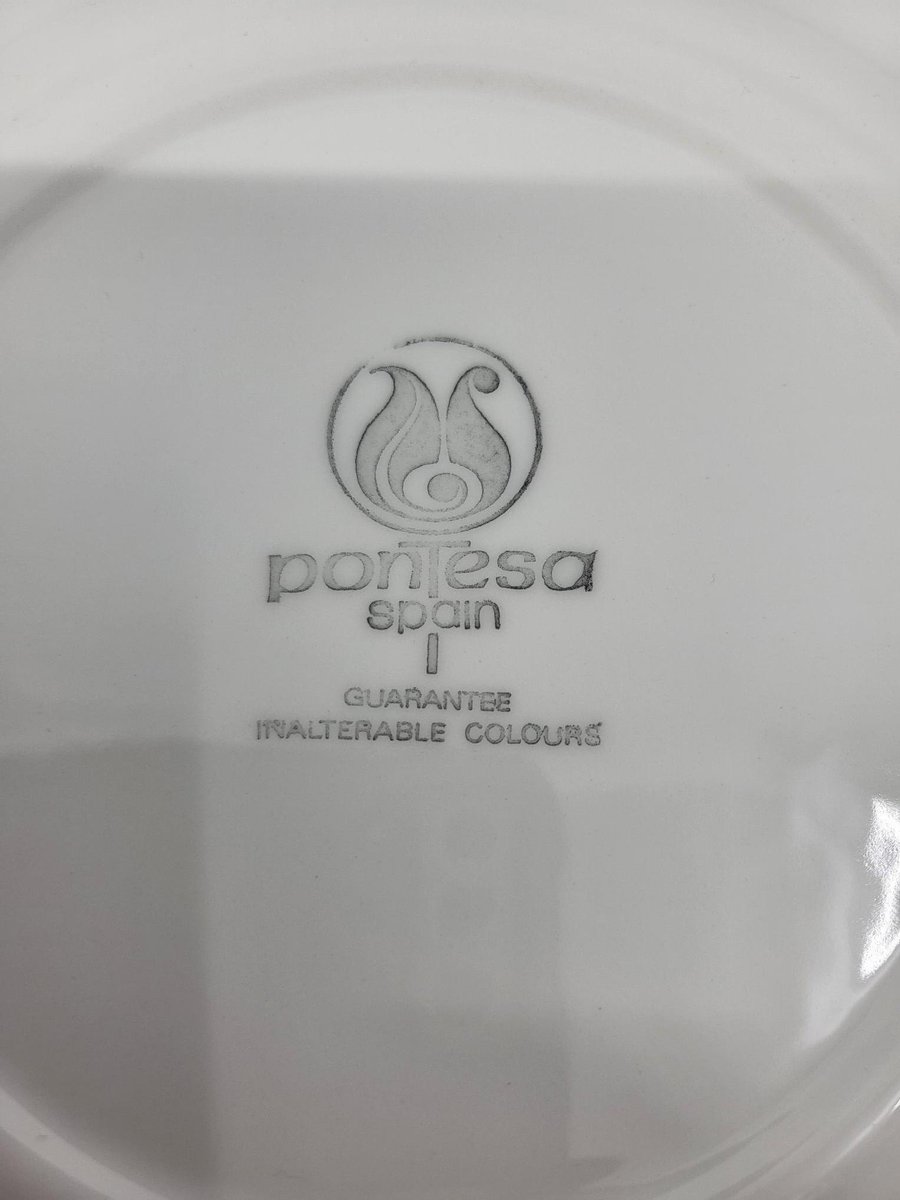 ponTesa
spain
I
GUARANTEE
INALTERABLE COLOURS